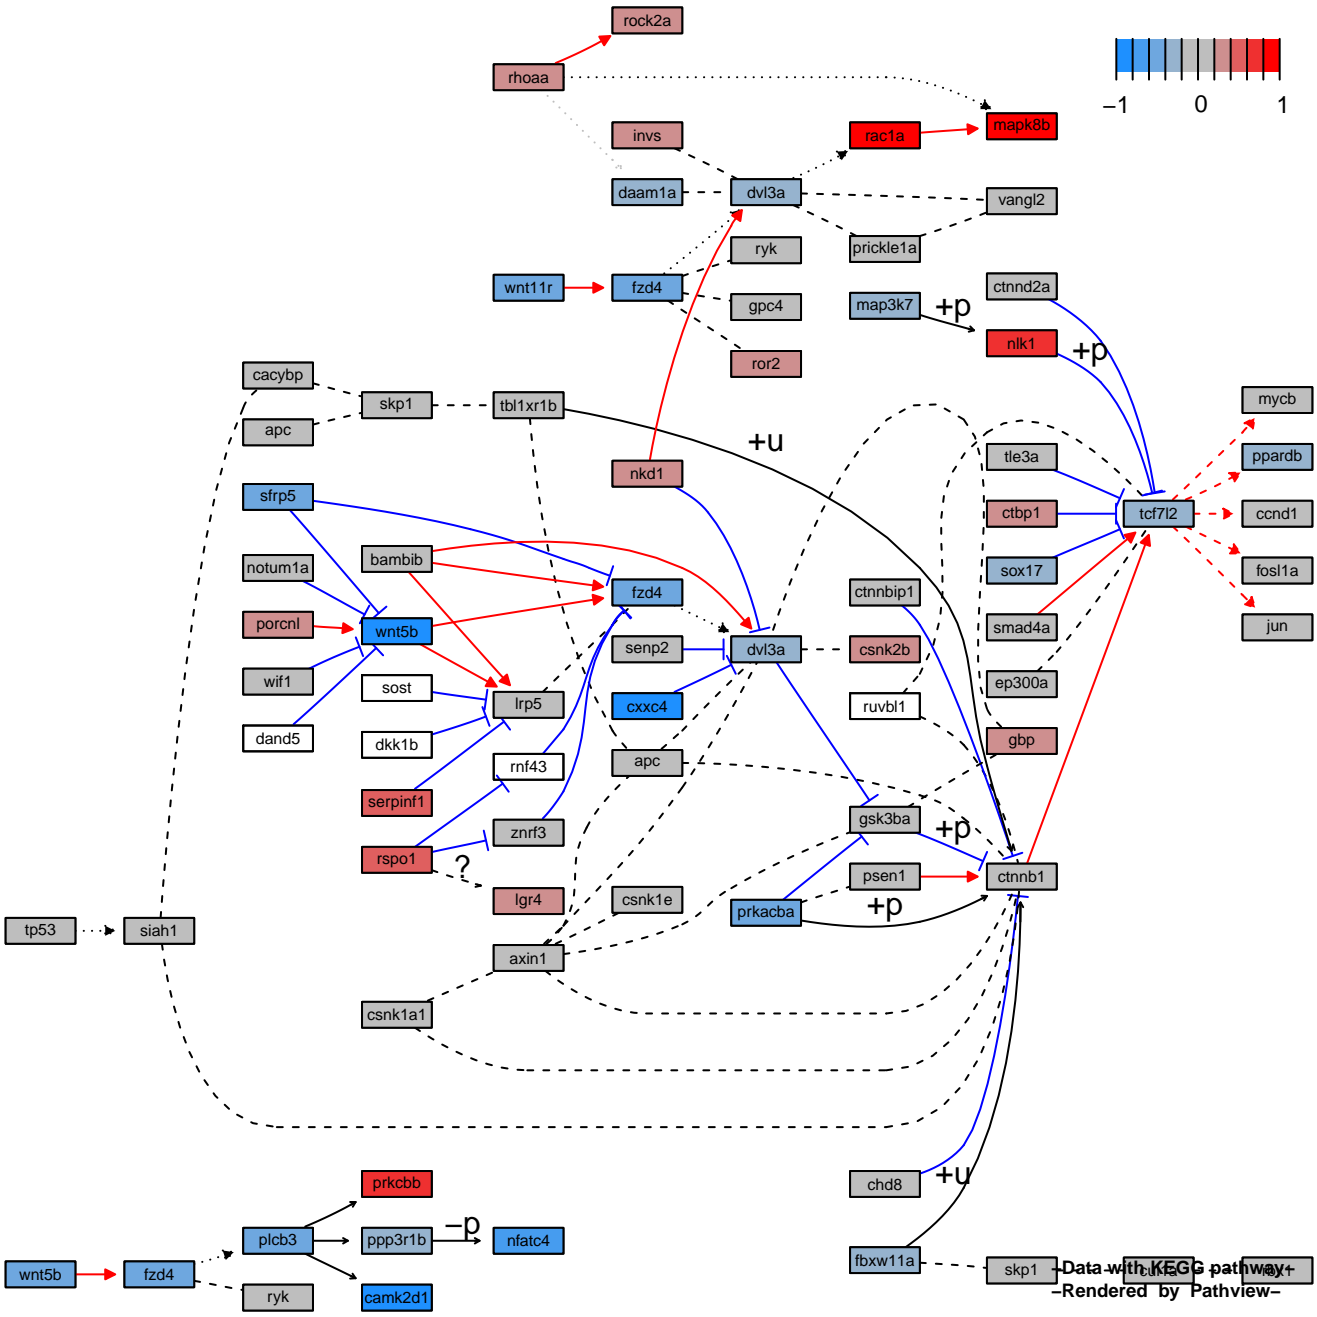 rock2a
rhoaa
−1 0 1
invs
rac1a
mapk8b
daam1a
dvl3a
vangl2
ryk
prickle1a
wnt11r
fzd4
ctnnd2a
gpc4
map3k7
+p
nlk1
+p
ror2
cacybp
skp1
tbl1xr1b
mycb
apc
+u
tle3a
ppardb
nkd1
sfrp5
ctbp1
tcf7l2
ccnd1
notum1a
bambib
sox17
fosl1a
fzd4
ctnnbip1
porcnl
wnt5b
smad4a
jun
senp2
dvl3a
csnk2b
wif1
sost
ep300a
lrp5
cxxc4
ruvbl1
dand5
dkk1b
gbp
rnf43
apc
serpinf1
znrf3
gsk3ba
+p
rspo1
?
psen1
ctnnb1
lgr4
csnk1e
prkacba
+p
tp53
siah1
axin1
csnk1a1
prkcbb
chd8
+u
plcb3
ppp3r1b
−p
nfatc4
wnt5b
fzd4
fbxw11a
skp1
−Data with KEGG pathway−
−Rendered by Pathview−
ryk
camk2d1